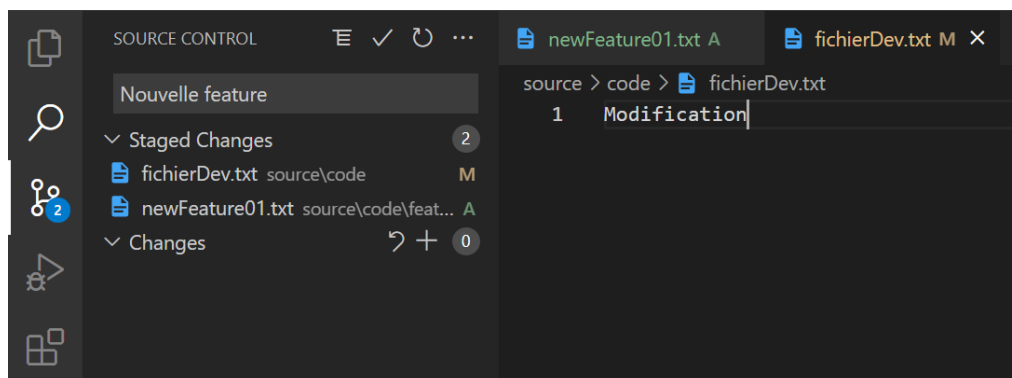 SOURCE CONTROL
Nouvelle feature
Staged Changes 2
fichierDev.txt source\code M
newFeature01.txt source\code\feat... A
Changes 0
2
newFeature01.txt A fichierDev.txt M
source > code > fichierDev.txt
1 Modification